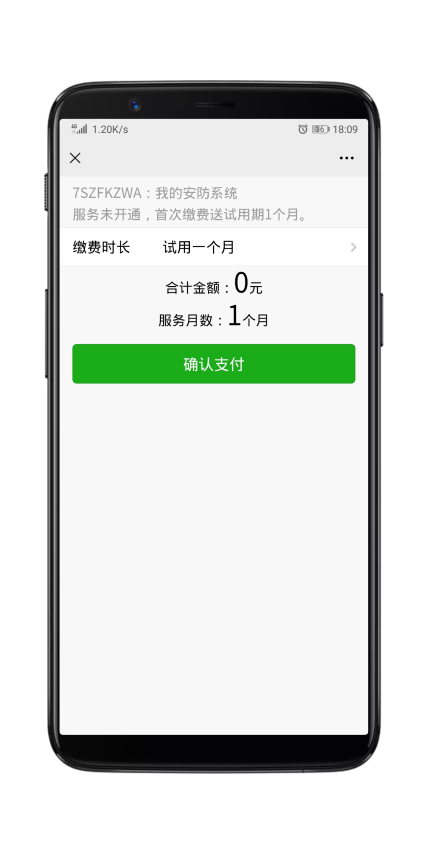 4G 1.20K/s 18:09
7SZFKZWA：我的安防系统
服务未开通，首次缴费送试用期1个月。
缴费时长 试用一个月
合计金额：0元
服务月数：1个月
确认支付